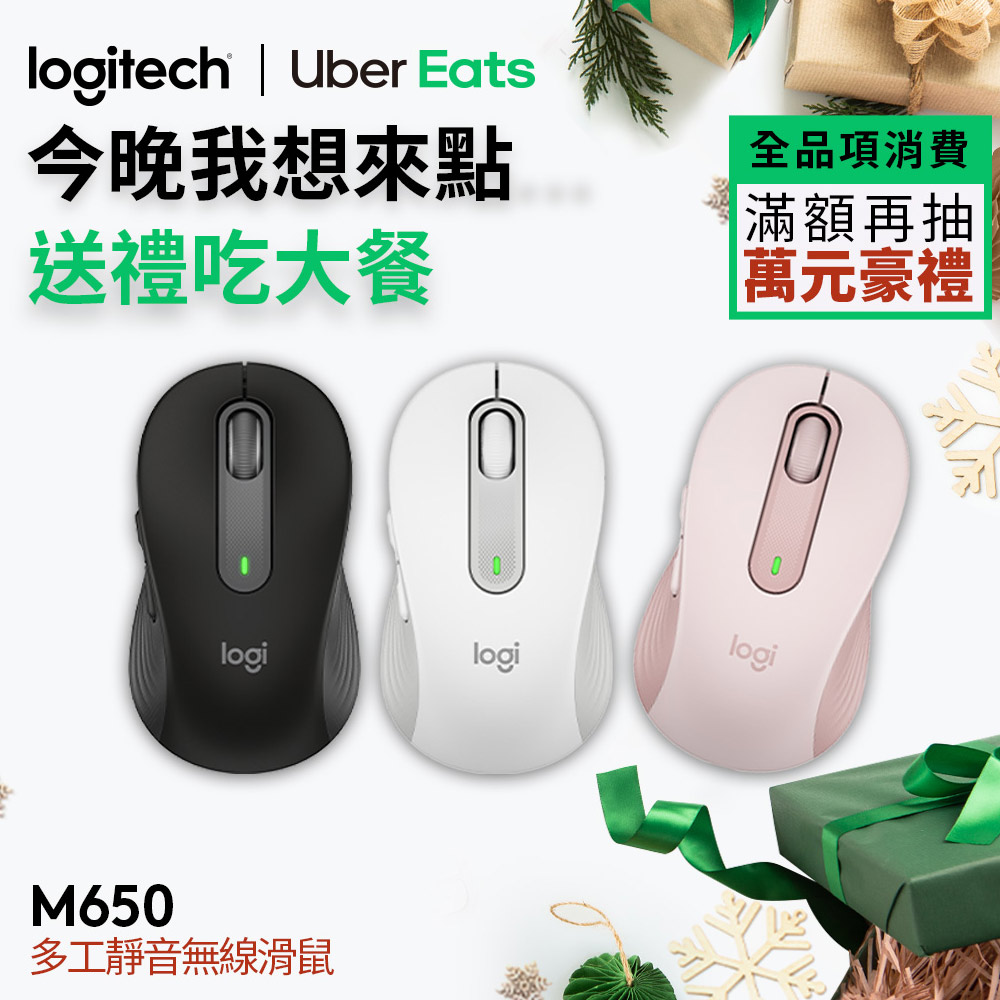 logitech | Uber Eats
今晚我想來點
送禮吃大餐
全品項消費
滿額再抽
萬元豪禮
logi
logi
logi
M650
多工靜音無線滑鼠